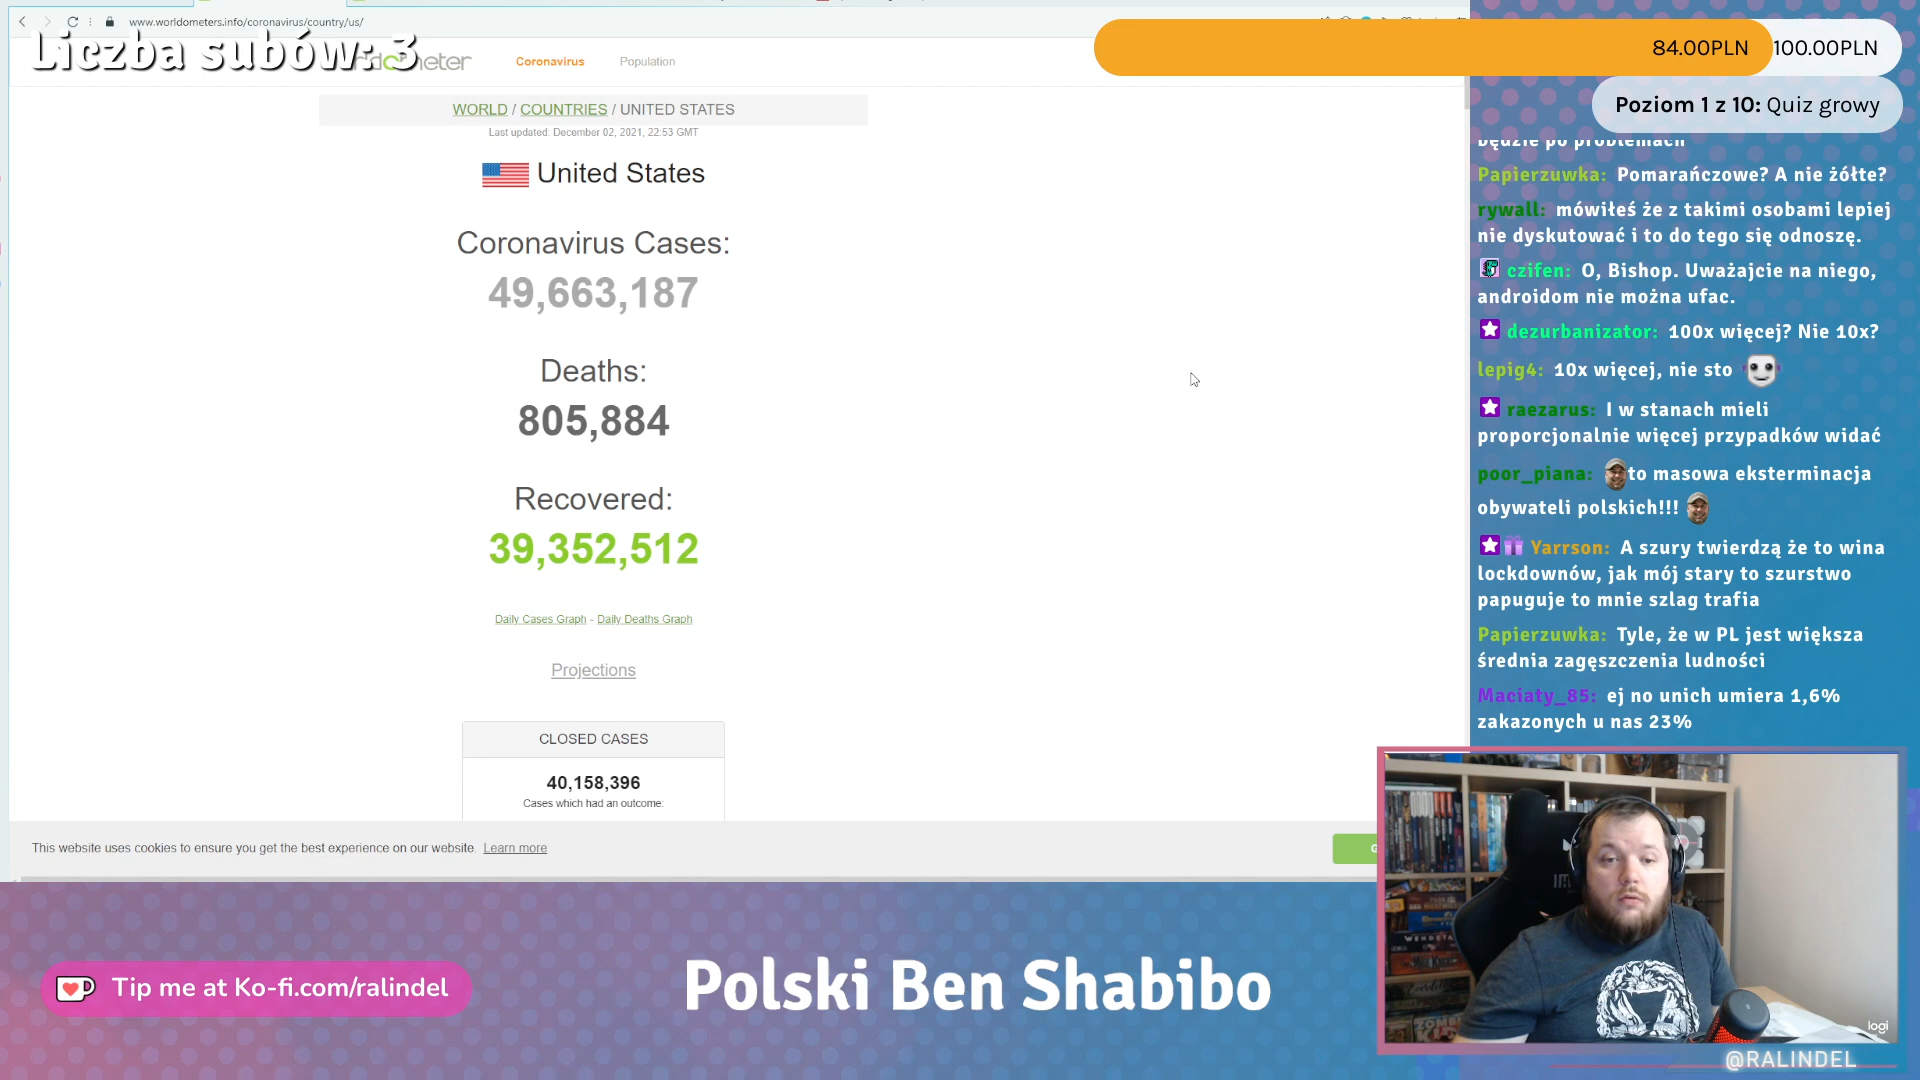 www.worldometers.info/coronavirus/country/us/
Liczba subów: 3
Coronavirus
Population
84.00PLN
100.00PLN
Poziom 1 z 10: Quiz growy
WORLD / COUNTRIES / UNITED STATES
Last updated: December 02, 2021, 22:53 GMT
United States
Coronavirus Cases:
49,663,187
Deaths:
805,884
Recovered:
39,352,512
Daily Cases Graph - Daily Deaths Graph
Projections
CLOSED CASES
40,158,396
Cases which had an outcome:
This website uses cookies to ensure you get the best experience on our website. Learn more
będzie po problemach
Papierzuwka: Pomarańczowe? A nie żółte?
rywall: mówiłeś że z takimi osobami lepiej
nie dyskutować i to do tego się odnoszę.
czifen: O, Bishop. Uważajcie na niego,
androidom nie można ufac.
dezurbanizator: 100x więcej? Nie 10x?
lepig4: 10x więcej, nie sto
raezarus: I w stanach mieli
proporcjonalnie więcej przypadków widać
poor_piana: to masowa eksterminacja
obywateli polskich!!!
Yarrson: A szury twierdzą że to wina
lockdownów, jak mój stary to szurstwo
papuguje to mnie szlag trafia
Papierzuwka: Tyle, że w PL jest większa
średnia zagęszczenia ludności
Maciaty_85: ej no unich umiera 1,6%
zakazonych u nas 23%
Tip me at Ko-fi.com/ralindel
Polski Ben Shabibo
logi
@RALINDEL